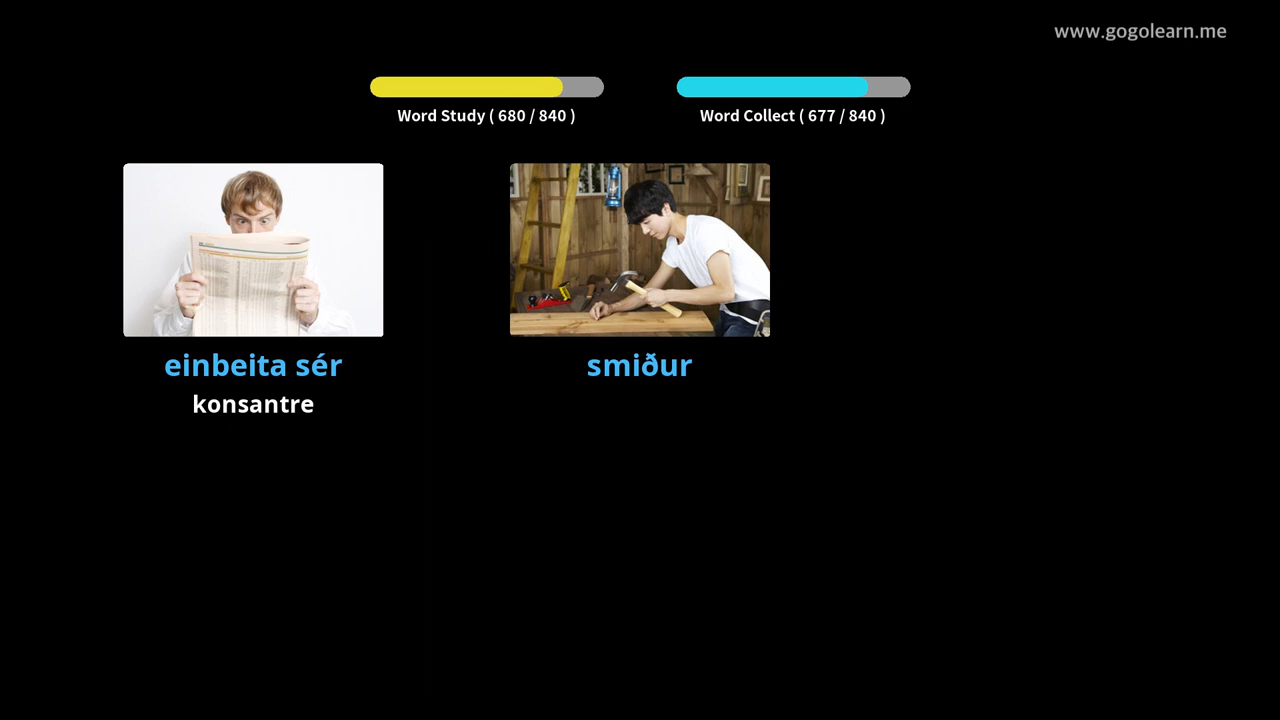 www.gogolearn.me
Word Study ( 680 / 840 )
Word Collect ( 677 / 840 )
einbeita sér
konsantre
smiður